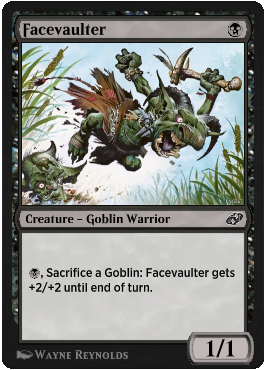 Facevaulter
Creature – Goblin Warrior
, Sacrifice a Goblin: Facevaulter gets
+2/+2 until end of turn.
WAYNE REYNOLDS
1/1